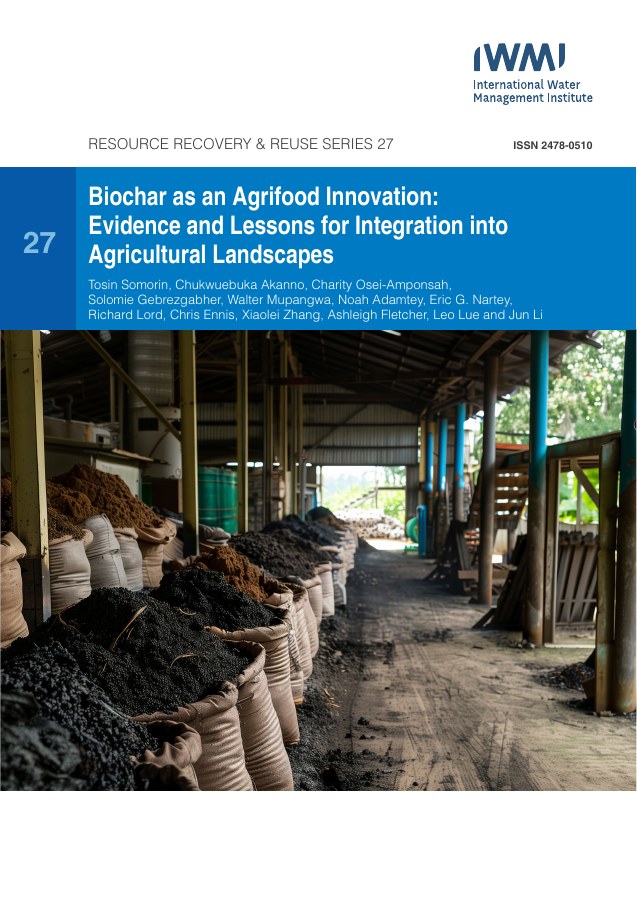 IWMI
International Water
Management Institute
RESOURCE RECOVERY & REUSE SERIES 27
ISSN 2478-0510
27
Biochar as an Agrifood Innovation:
Evidence and Lessons for Integration into
Agricultural Landscapes
Tosin Somorin, Chukwuebuka Akanno, Charity Osei-Amponsah,
Solomie Gebrezgabher, Walter Mupangwa, Noah Adamtey, Eric G. Nartey,
Richard Lord, Chris Ennis, Xiaolei Zhang, Ashleigh Fletcher, Leo Lue and Jun Li